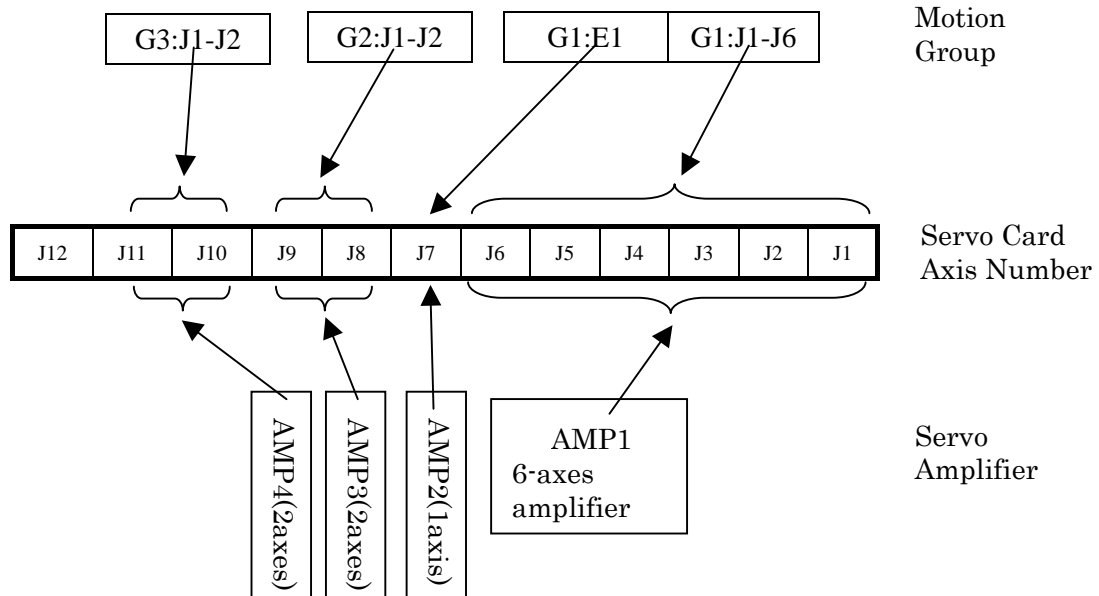 Motion
Group
G3:J1-J2
G2:J1-J2
G1:E1
G1:J1-J6
J12 J11 J10 J9 J8 J7 J6 J5 J4 J3 J2 J1
Servo Card
Axis Number
AMP4(2axes)
AMP3(2axes)
AMP2(1axis)
AMP1
6-axes
amplifier
Servo
Amplifier